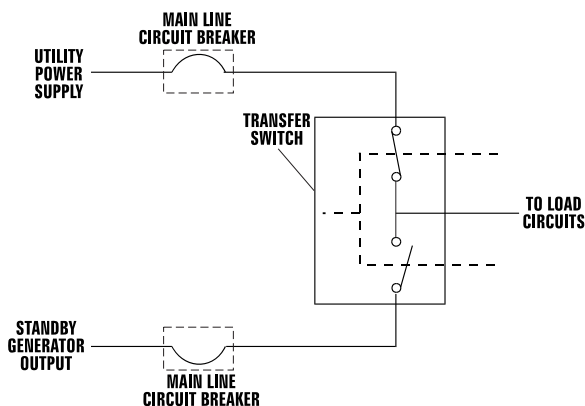 MAIN LINE
CIRCUIT BREAKER
UTILITY
POWER
SUPPLY
TRANSFER
SWITCH
TO LOAD
CIRCUITS
STANDBY
GENERATOR
OUTPUT
MAIN LINE
CIRCUIT BREAKER